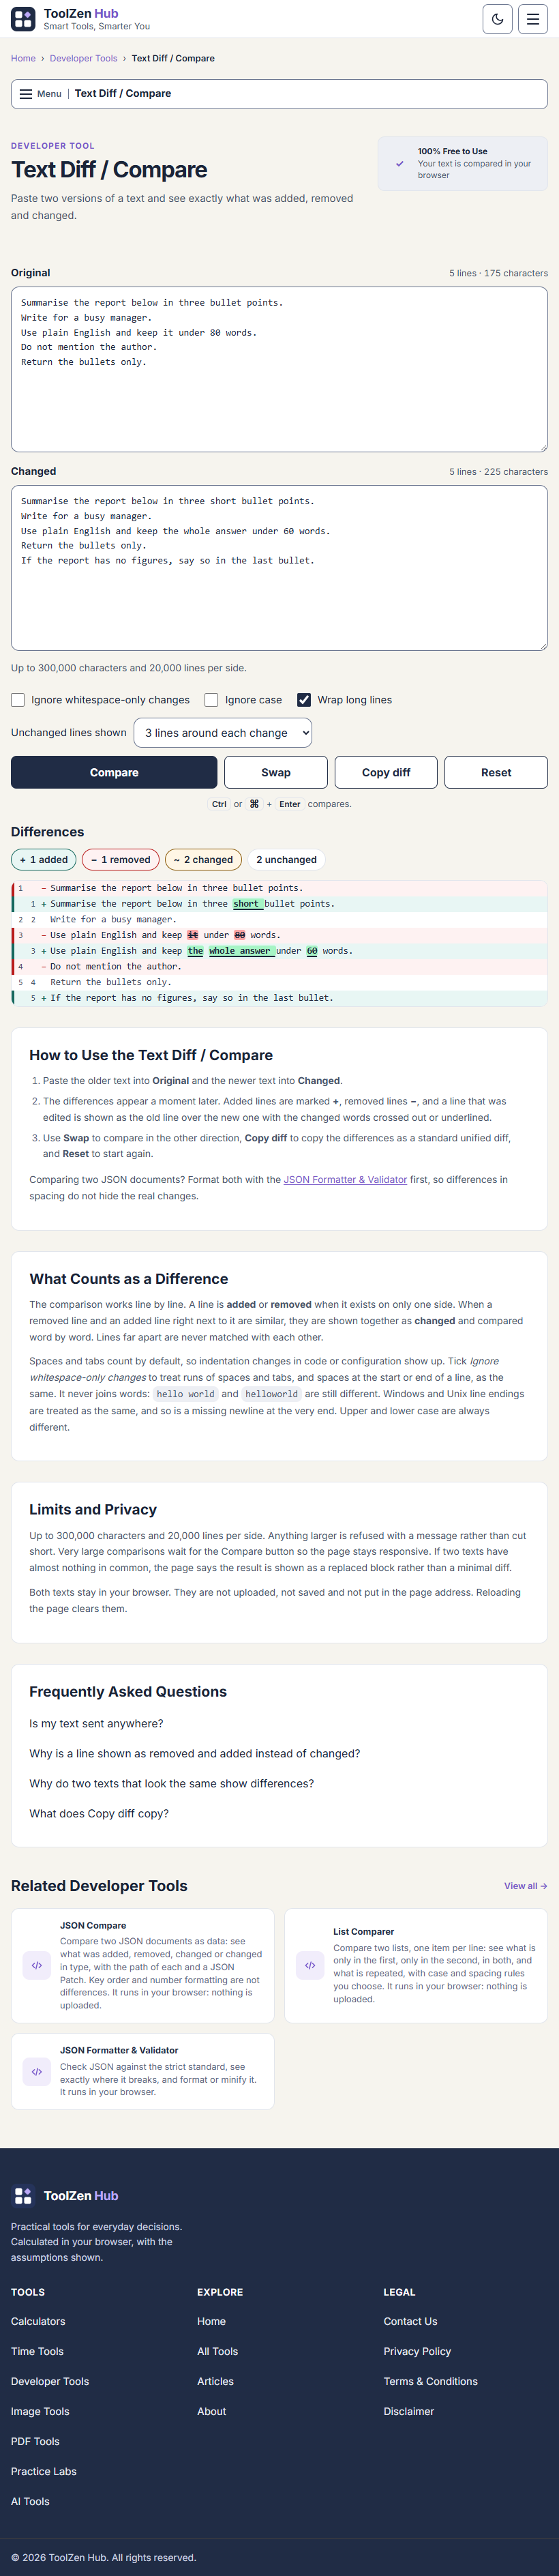 ToolZen Hub
Smart Tools, Smarter You
Home › Developer Tools › Text Diff / Compare
Menu | Text Diff / Compare
DEVELOPER TOOL
Text Diff / Compare
Paste two versions of a text and see exactly what was added, removed
and changed.
✓
100% Free to Use
Your text is compared in your
browser
Original
5 lines · 175 characters
Summarise the report below in three bullet points.
Write for a busy manager.
Use plain English and keep it under 80 words.
Do not mention the author.
Return the bullets only.
Changed
5 lines · 225 characters
Summarise the report below in three short bullet points.
Write for a busy manager.
Use plain English and keep the whole answer under 60 words.
Return the bullets only.
If the report has no figures, say so in the last bullet.
Up to 300,000 characters and 20,000 lines per side.
Ignore whitespace-only changes Ignore case Wrap long lines
Unchanged lines shown 3 lines around each change
Compare Swap Copy diff Reset
Ctrl or ⌘ + Enter compares.
Differences
+ 1 added − 1 removed ~ 2 changed 2 unchanged
1 − Summarise the report below in three bullet points.
1 + Summarise the report below in three short bullet points.
2 2 Write for a busy manager.
3 − Use plain English and keep it under 80 words.
3 + Use plain English and keep the whole answer under 60 words.
4 − Do not mention the author.
5 4 Return the bullets only.
5 + If the report has no figures, say so in the last bullet.
How to Use the Text Diff / Compare
1. Paste the older text into Original and the newer text into Changed.
2. The differences appear a moment later. Added lines are marked +, removed lines −, and a line that was
edited is shown as the old line over the new one with the changed words crossed out or underlined.
3. Use Swap to compare in the other direction, Copy diff to copy the differences as a standard unified diff,
and Reset to start again.
Comparing two JSON documents? Format both with the JSON Formatter & Validator first, so differences in
spacing do not hide the real changes.
What Counts as a Difference
The comparison works line by line. A line is added or removed when it exists on only one side. When a
removed line and an added line right next to it are similar, they are shown together as changed and compared
word by word. Lines far apart are never matched with each other.
Spaces and tabs count by default, so indentation changes in code or configuration show up. Tick Ignore
whitespace-only changes to treat runs of spaces and tabs, and spaces at the start or end of a line, as the
same. It never joins words: hello world and helloworld are still different. Windows and Unix line endings
are treated as the same, and so is a missing newline at the very end. Upper and lower case are always
different.
Limits and Privacy
Up to 300,000 characters and 20,000 lines per side. Anything larger is refused with a message rather than cut
short. Very large comparisons wait for the Compare button so the page stays responsive. If two texts have
almost nothing in common, the page says the result is shown as a replaced block rather than a minimal diff.
Both texts stay in your browser. They are not uploaded, not saved and not put in the page address. Reloading
the page clears them.
Frequently Asked Questions
Is my text sent anywhere?
Why is a line shown as removed and added instead of changed?
Why do two texts that look the same show differences?
What does Copy diff copy?
Related Developer Tools
View all →
JSON Compare
Compare two JSON documents as data: see
what was added, removed, changed or changed
in type, with the path of each and a JSON
Patch. Key order and number formatting are not
differences. It runs in your browser: nothing is
uploaded.
List Comparer
Compare two lists, one item per line: see what is
only in the first, only in the second, in both, and
what is repeated, with case and spacing rules
you choose. It runs in your browser: nothing is
uploaded.
JSON Formatter & Validator
Check JSON against the strict standard, see
exactly where it breaks, and format or minify it.
It runs in your browser.
ToolZen Hub
Practical tools for everyday decisions.
Calculated in your browser, with the
assumptions shown.
TOOLS
Calculators
Time Tools
Developer Tools
Image Tools
PDF Tools
Practice Labs
AI Tools
EXPLORE
Home
All Tools
Articles
About
LEGAL
Contact Us
Privacy Policy
Terms & Conditions
Disclaimer
© 2026 ToolZen Hub. All rights reserved.